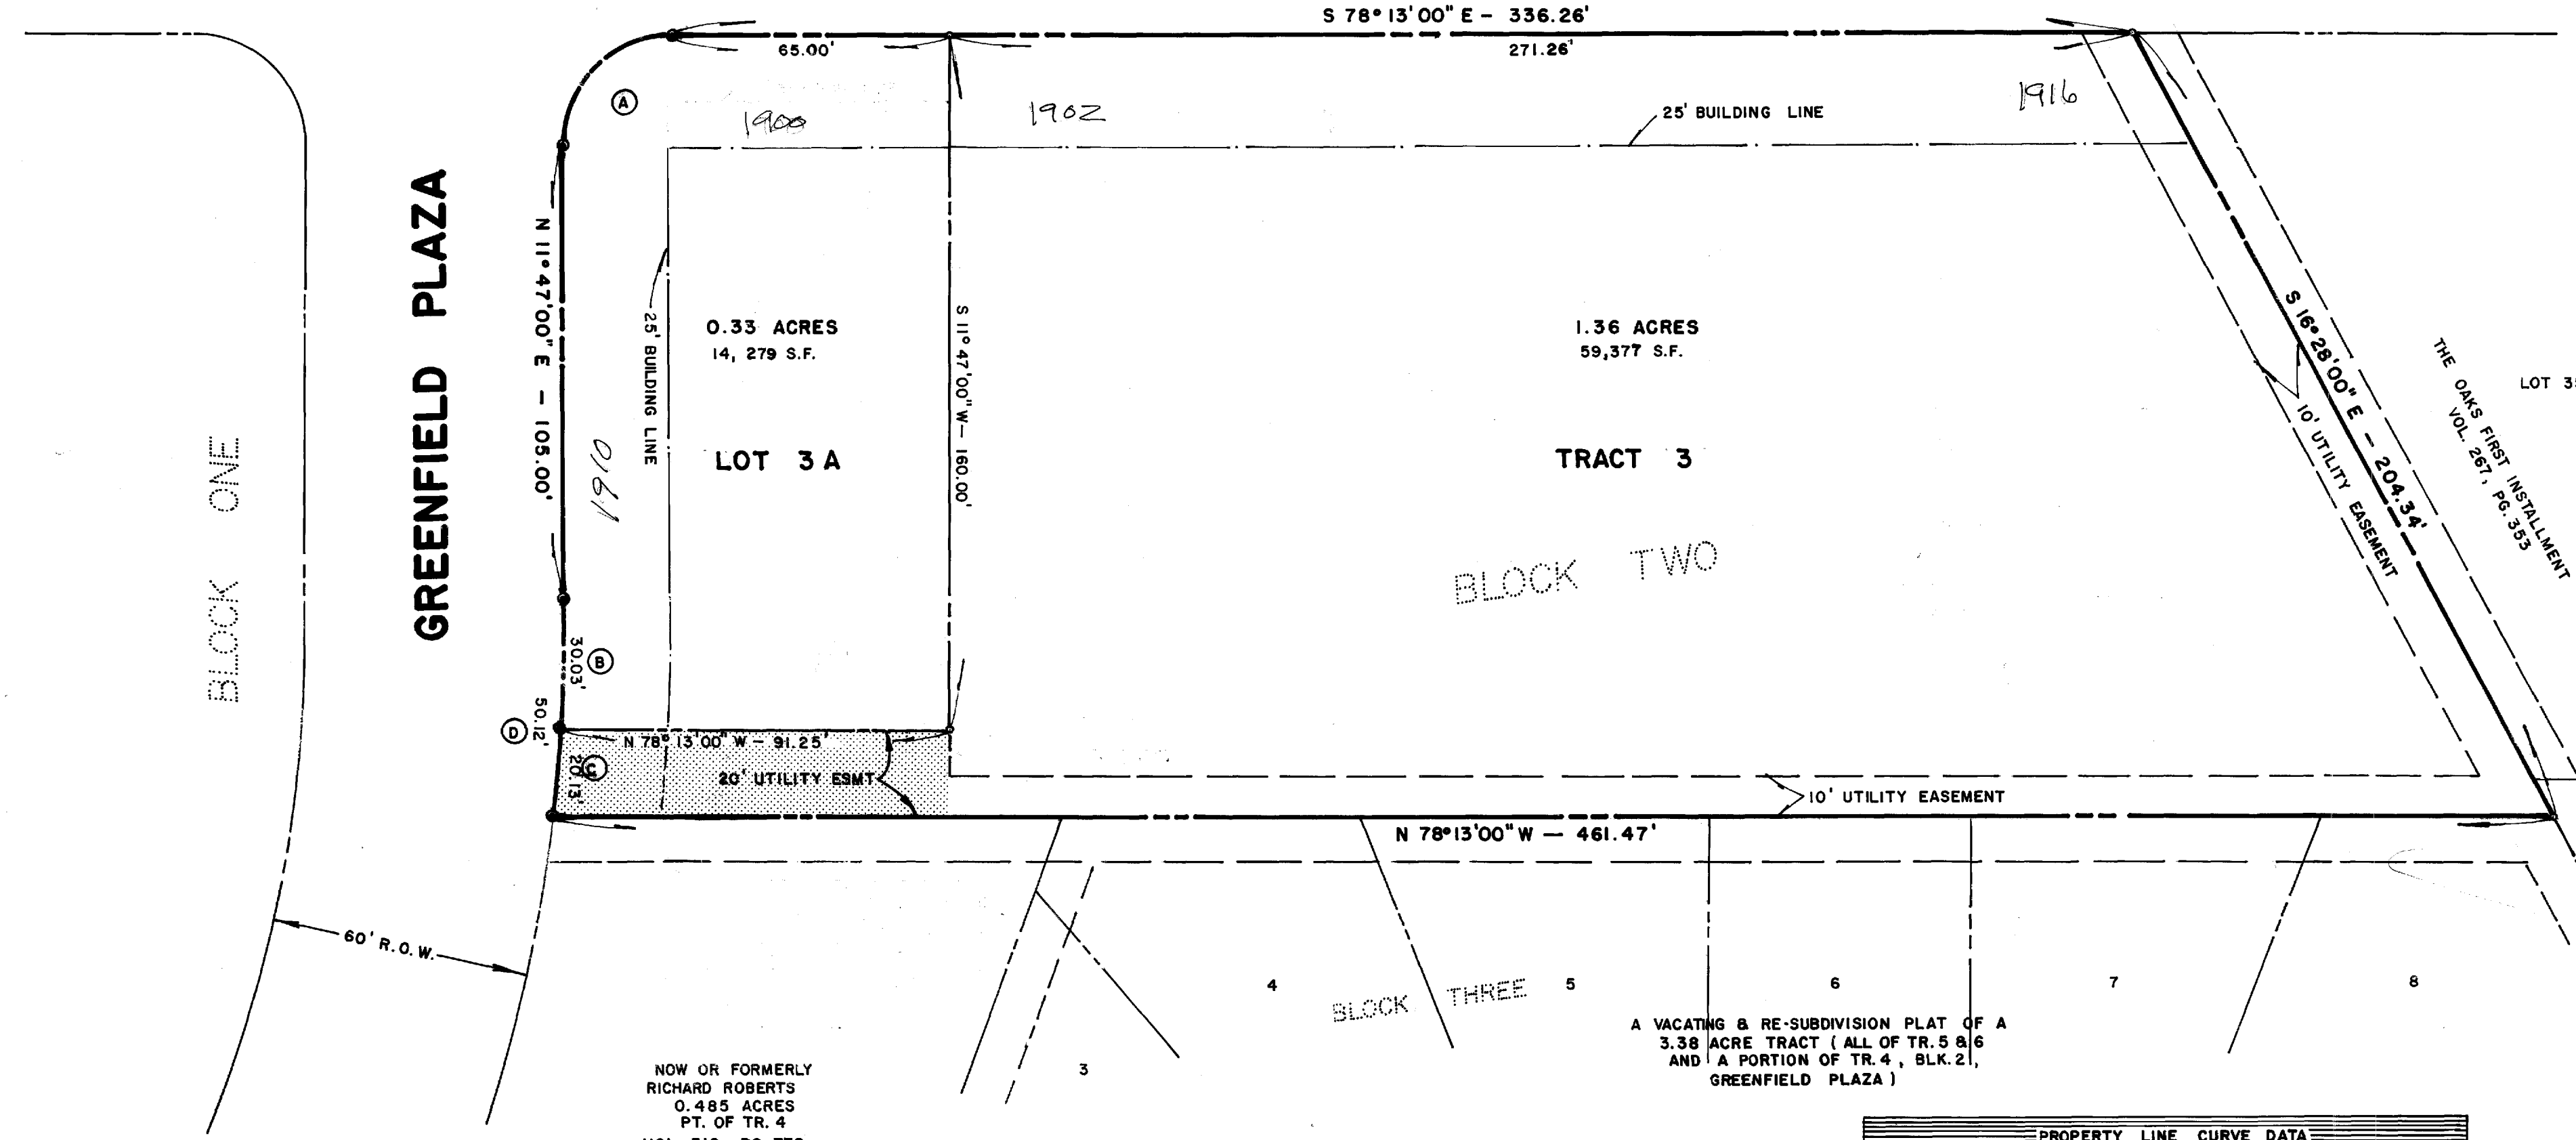 S 78° 13' 00" E - 336.26'
65.00'
271.26'
A
1900
1902
1916
25' BUILDING LINE
GREENFIELD PLAZA
N 11° 47' 00" E - 105.00'
1910
25' BUILDING LINE
0.33 ACRES
14, 279 S.F.
LOT 3 A
S 11° 47' 00" W - 160.00'
1.36 ACRES
59,377 S.F.
TRACT 3
BLOCK TWO
S 16° 28' 00" E - 204.34'
10' UTILITY EASEMENT
THE OAKS FIRST INSTALLMENT
VOL. 267, PG. 353
BLOCK ONE
30.03'
B
50.12'
D
N 78° 13' 00" W - 91.25'
20.13'
C
20' UTILITY ESMT
10' UTILITY EASEMENT
N 78° 13' 00" W — 461.47'
60' R.O.W.
3
4
5
6
7
8
BLOCK THREE
A VACATING & RE-SUBDIVISION PLAT OF A
3.38 ACRE TRACT ( ALL OF TR. 5 & 6
AND A PORTION OF TR. 4 , BLK. 2 ,
GREENFIELD PLAZA )
NOW OR FORMERLY
RICHARD ROBERTS
0.485 ACRES
PT. OF TR. 4
PROPERTY LINE CURVE DATA